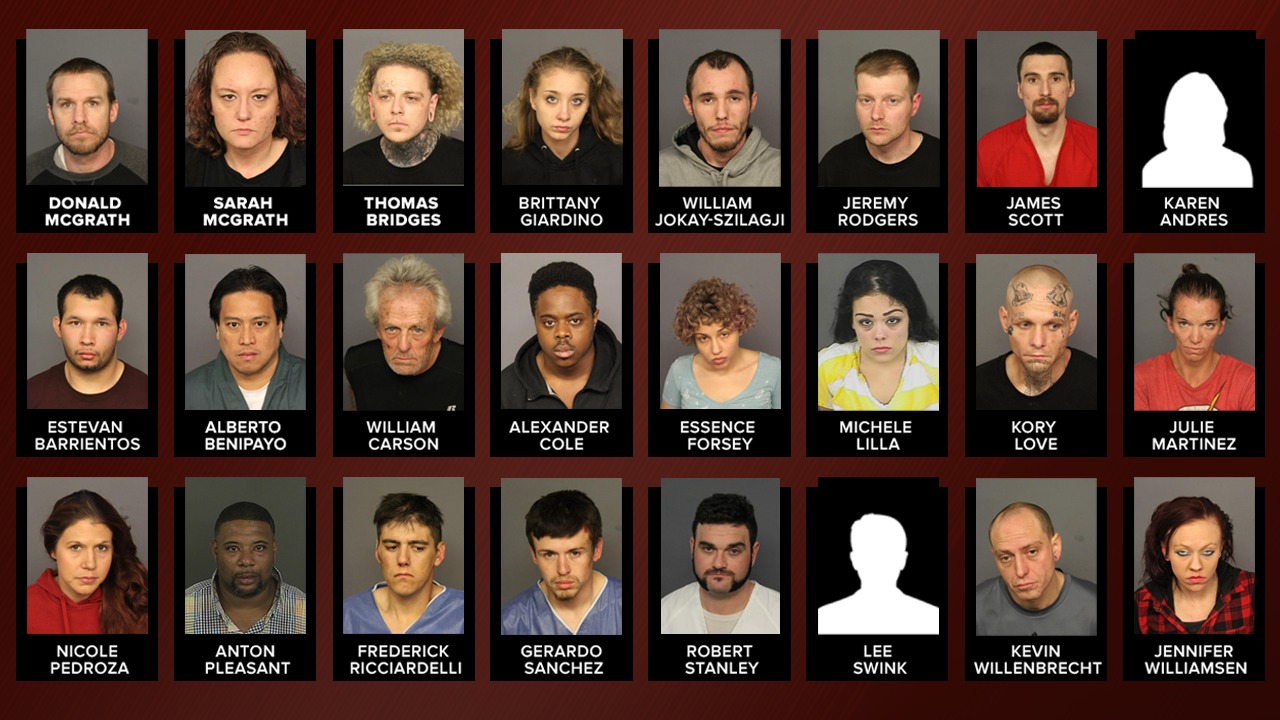 DONALD
MCGRATH
SARAH
MCGRATH
THOMAS
BRIDGES
BRITTANY
GIARDINO
WILLIAM
JOKAY-SZILAGJI
JEREMY
RODGERS
JAMES
SCOTT
KAREN
ANDRES
ESTEVAN
BARRIENTOS
ALBERTO
BENIPAYO
WILLIAM
CARSON
ALEXANDER
COLE
ESSENCE
FORSEY
MICHELE
LILLA
KORY
LOVE
JULIE
MARTINEZ
NICOLE
PEDROZA
ANTON
PLEASANT
FREDERICK
RICCIARDELLI
GERARDO
SANCHEZ
ROBERT
STANLEY
LEE
SWINK
KEVIN
WILLENBRECHT
JENNIFER
WILLIAMSEN